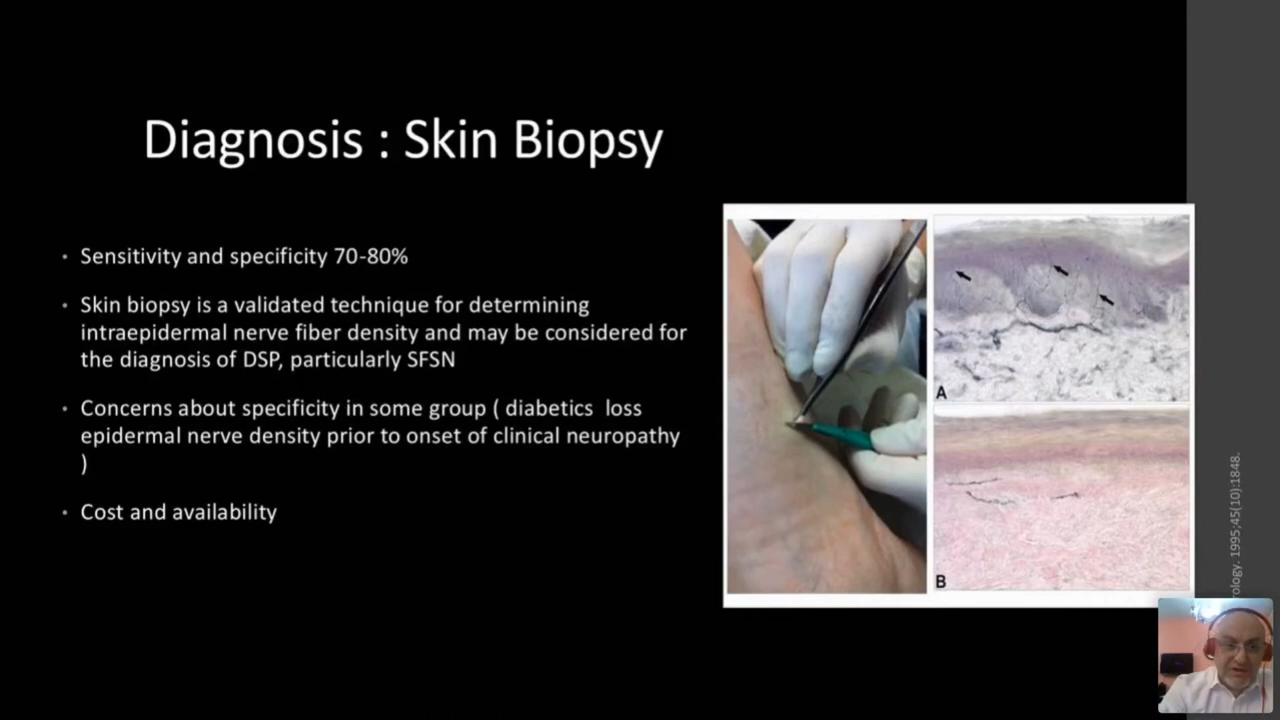 Diagnosis : Skin Biopsy
• Sensitivity and specificity 70-80%
• Skin biopsy is a validated technique for determining
intraepidermal nerve fiber density and may be considered for
the diagnosis of DSP, particularly SFSN
• Concerns about specificity in some group ( diabetics loss
epidermal nerve density prior to onset of clinical neuropathy
)
• Cost and availability
A
B
1995;45(10):1848.